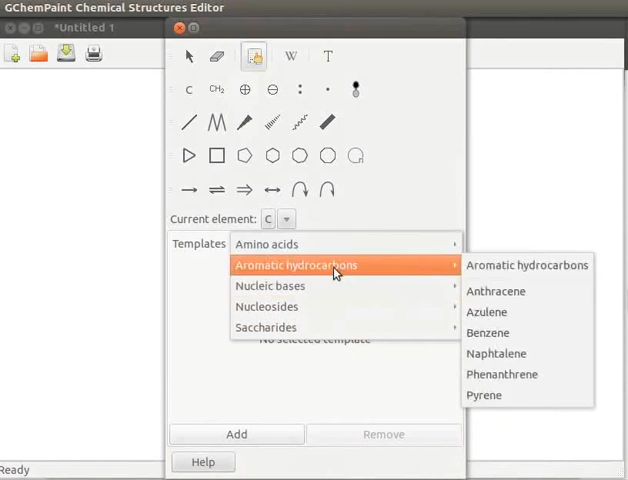 GChemPaint Chemical Structures Editor
*Untitled 1
W T
C CH₂
Current element: C
Templates
Amino acids
Aromatic hydrocarbons
Nucleic bases
Nucleosides
Saccharides
No selected template
Aromatic hydrocarbons
Anthracene
Azulene
Benzene
Naphtalene
Phenanthrene
Pyrene
Add Remove
Help
Ready